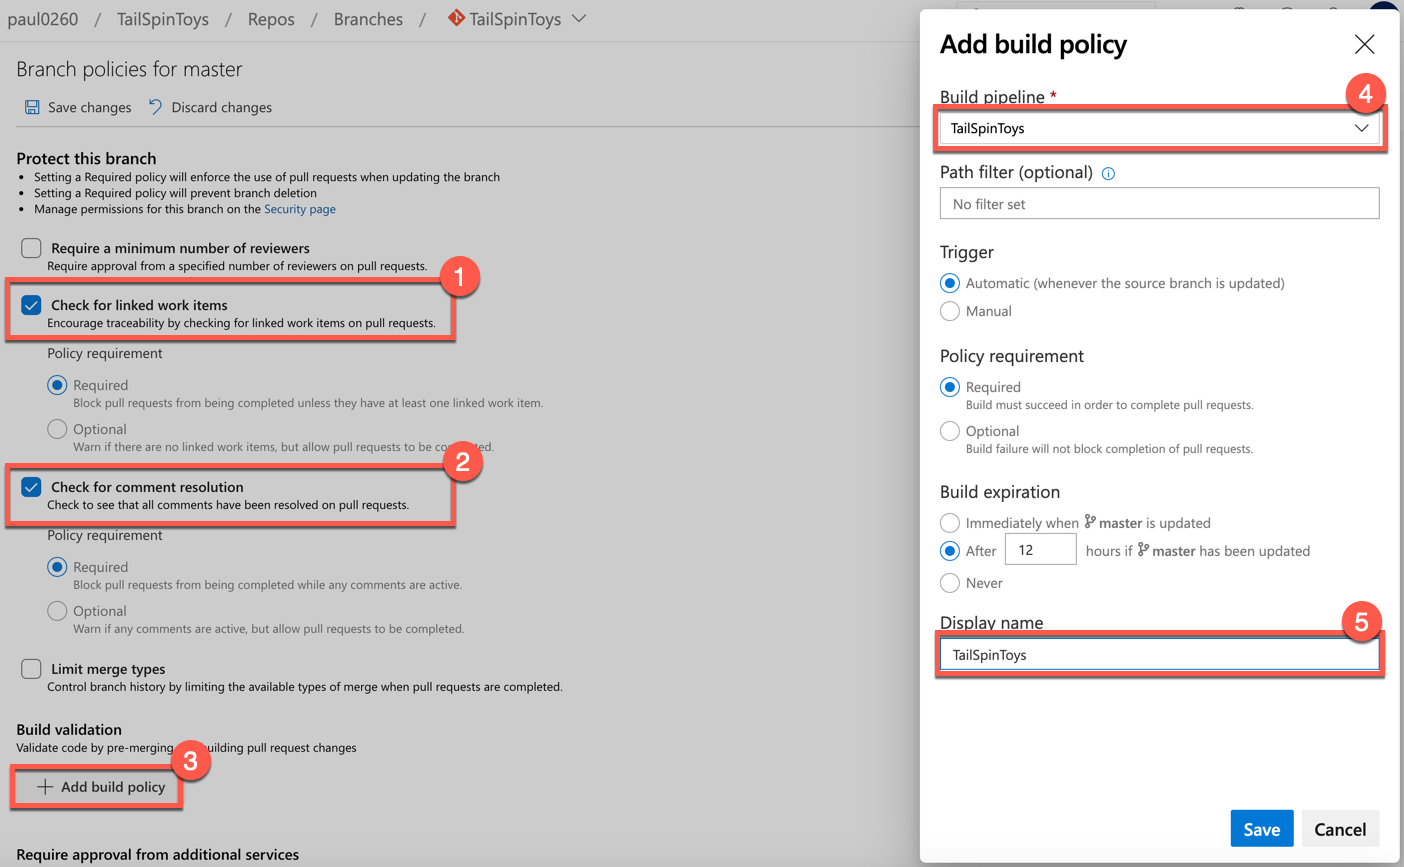 paul0260 / TailSpinToys / Repos / Branches / TailSpinToys
Branch policies for master
Save changes Discard changes
Protect this branch
• Setting a Required policy will enforce the use of pull requests when updating the branch
• Setting a Required policy will prevent branch deletion
• Manage permissions for this branch on the Security page
Require a minimum number of reviewers
Require approval from a specified number of reviewers on pull requests.
1
Check for linked work items
Encourage traceability by checking for linked work items on pull requests.
Policy requirement
Required
Block pull requests from being completed unless they have at least one linked work item.
Optional
Warn if there are no linked work items, but allow pull requests to be
2
Check for comment resolution
Check to see that all comments have been resolved on pull requests.
Policy requirement
Required
Block pull requests from being completed while any comments are active.
Optional
Warn if any comments are active, but allow pull requests to be completed.
Limit merge types
Control branch history by limiting the available types of merge when pull requests are completed.
Build validation
Validate code by pre-merging pull request changes
3
+ Add build policy
Require approval from additional services
Add build policy
Build pipeline *
4
TailSpinToys
Path filter (optional)
No filter set
Trigger
Automatic (whenever the source branch is updated)
Manual
Policy requirement
Required
Build must succeed in order to complete pull requests.
Optional
Build failure will not block completion of pull requests.
Build expiration
Immediately when master is updated
After 12 hours if master has been updated
Never
Display name
5
TailSpinToys
Save Cancel